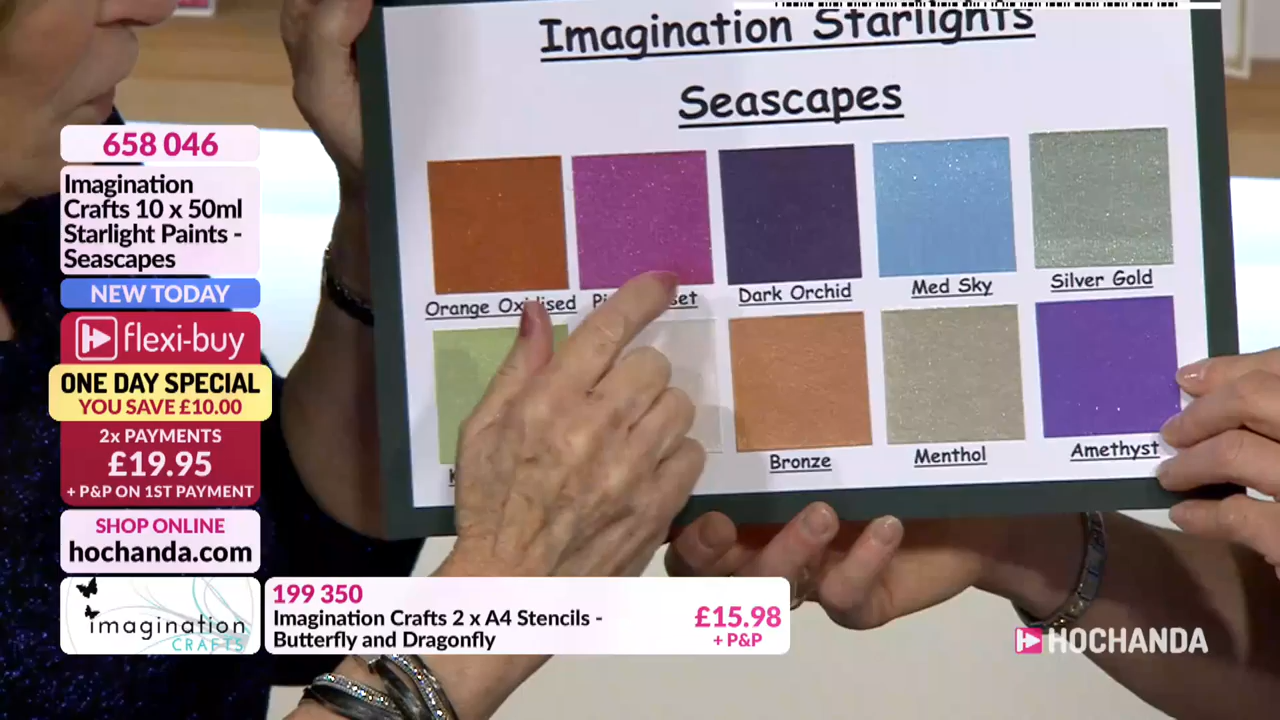 Imagination Starlights
Seascapes
Orange Oxidised
Dark Orchid
Med Sky
Silver Gold
Bronze
Menthol
Amethyst
658 046
Imagination
Crafts 10 x 50ml
Starlight Paints -
Seascapes
NEW TODAY
flexi-buy
ONE DAY SPECIAL
YOU SAVE £10.00
2x PAYMENTS
£19.95
+ P&P ON 1ST PAYMENT
SHOP ONLINE
hochanda.com
imagination
CRAFTS
199 350
Imagination Crafts 2 x A4 Stencils -
Butterfly and Dragonfly
£15.98
+ P&P
HOCHANDA